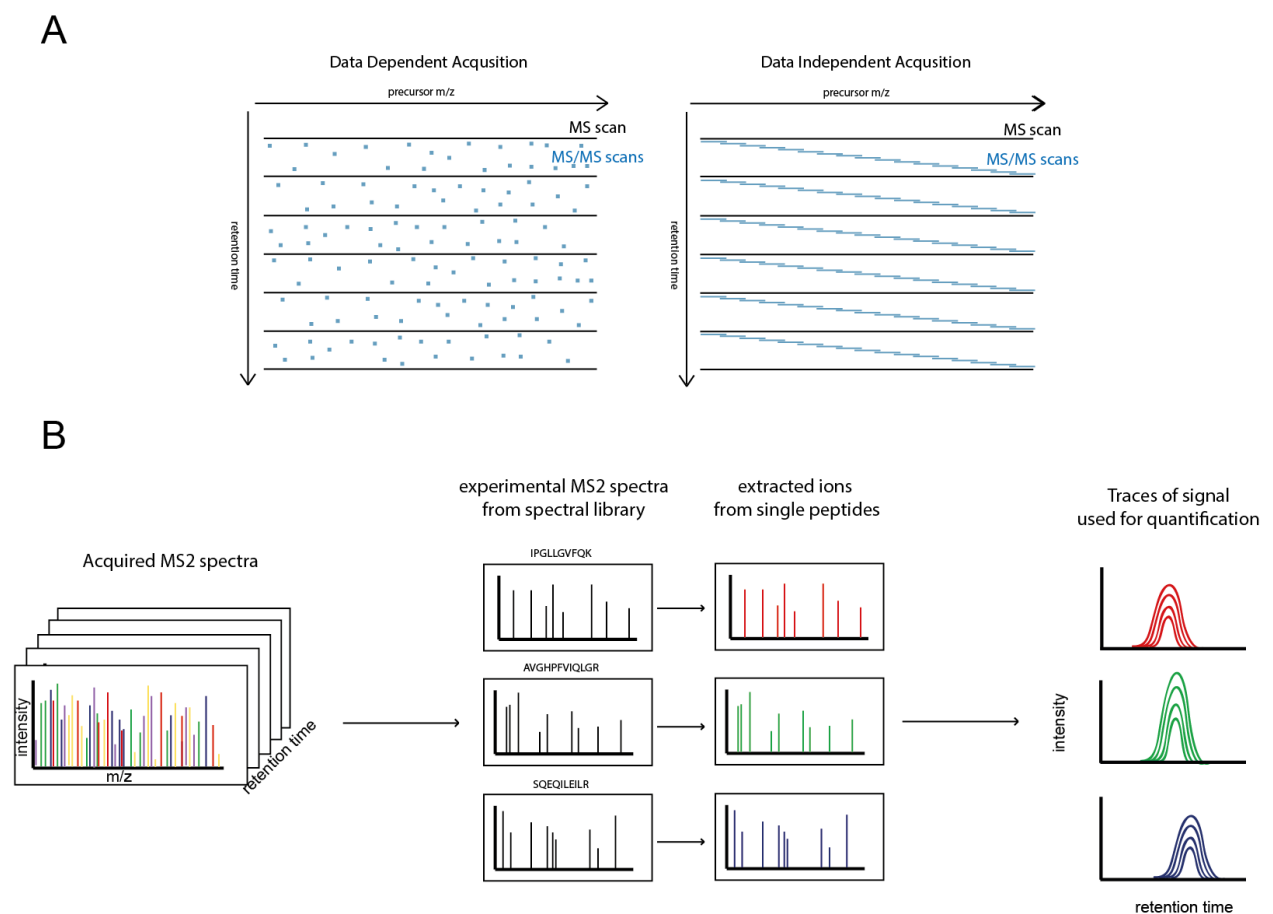 A
Data Dependent Acqusition
precursor m/z
MS scan
MS/MS scans
retention time
Data Independent Acqusition
precursor m/z
MS scan
MS/MS scans
retention time
B
Acquired MS2 spectra
intensity
m/z
retention time
experimental MS2 spectra
from spectral library
IPGLLGVFQK
AVGHPFVIQLGR
SQEQILEILR
extracted ions
from single peptides
Traces of signal
used for quantification
intensity
retention time